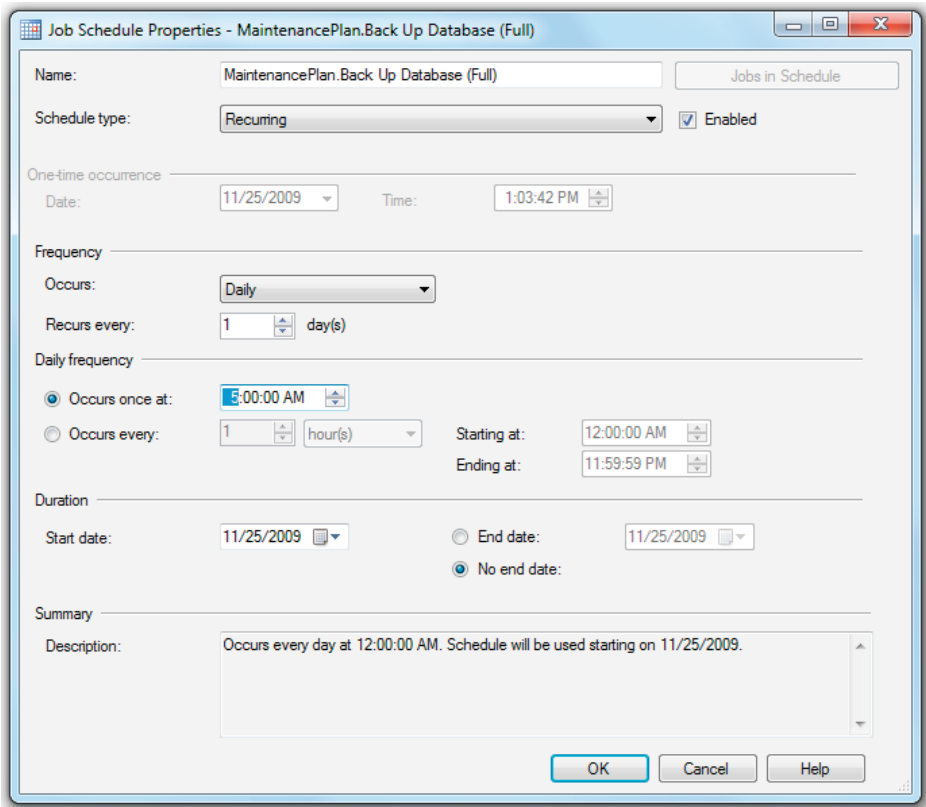 Job Schedule Properties - MaintenancePlan.Back Up Database (Full)
Name: MaintenancePlan.Back Up Database (Full) Jobs in Schedule
Schedule type: Recurring Enabled
One-time occurrence
Date: 11/25/2009 Time: 1:03:42 PM
Frequency
Occurs: Daily
Recurs every: 1 day(s)
Daily frequency
Occurs once at: 5:00:00 AM
Occurs every: 1 hour(s) Starting at: 12:00:00 AM
Ending at: 11:59:59 PM
Duration
Start date: 11/25/2009 End date: 11/25/2009
No end date:
Summary
Description: Occurs every day at 12:00:00 AM. Schedule will be used starting on 11/25/2009.
OK Cancel Help